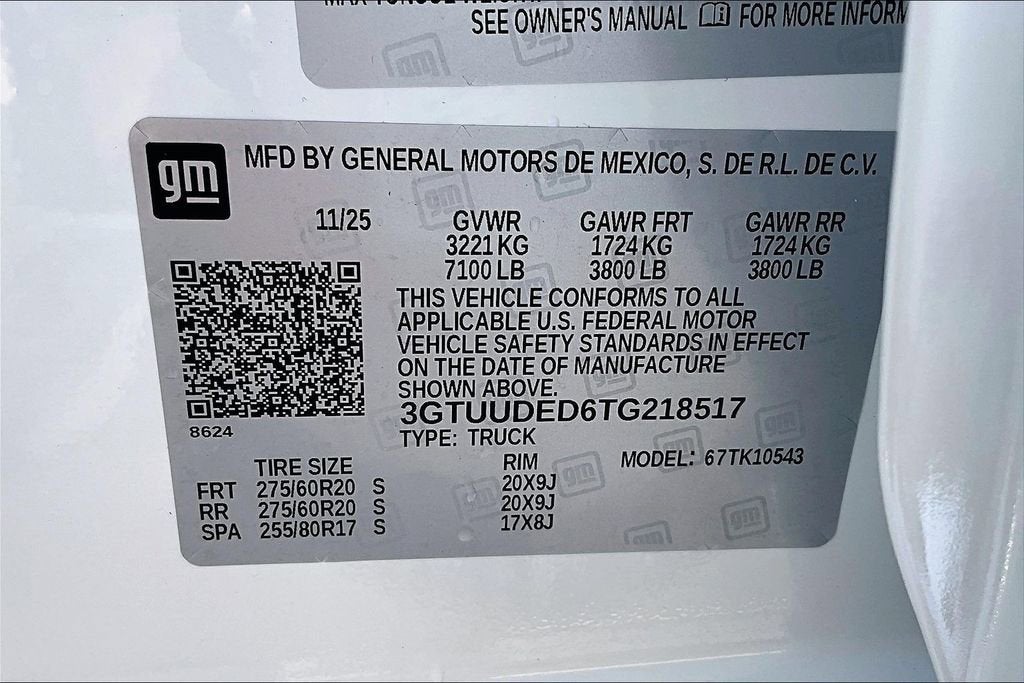 SEE OWNER'S MANUAL FOR MORE INFORM
gm MFD BY GENERAL MOTORS DE MEXICO, S. DE R.L. DE C.V.
11/25 GVWR GAWR FRT GAWR RR
3221 KG 1724 KG 1724 KG
7100 LB 3800 LB 3800 LB
THIS VEHICLE CONFORMS TO ALL
APPLICABLE U.S. FEDERAL MOTOR
VEHICLE SAFETY STANDARDS IN EFFECT
ON THE DATE OF MANUFACTURE
SHOWN ABOVE.
3GTUUDED6TG218517
8624
TYPE: TRUCK
TIRE SIZE RIM MODEL: 67TK10543
FRT 275/60R20 S 20X9J
RR 275/60R20 S 20X9J
SPA 255/80R17 S 17X8J